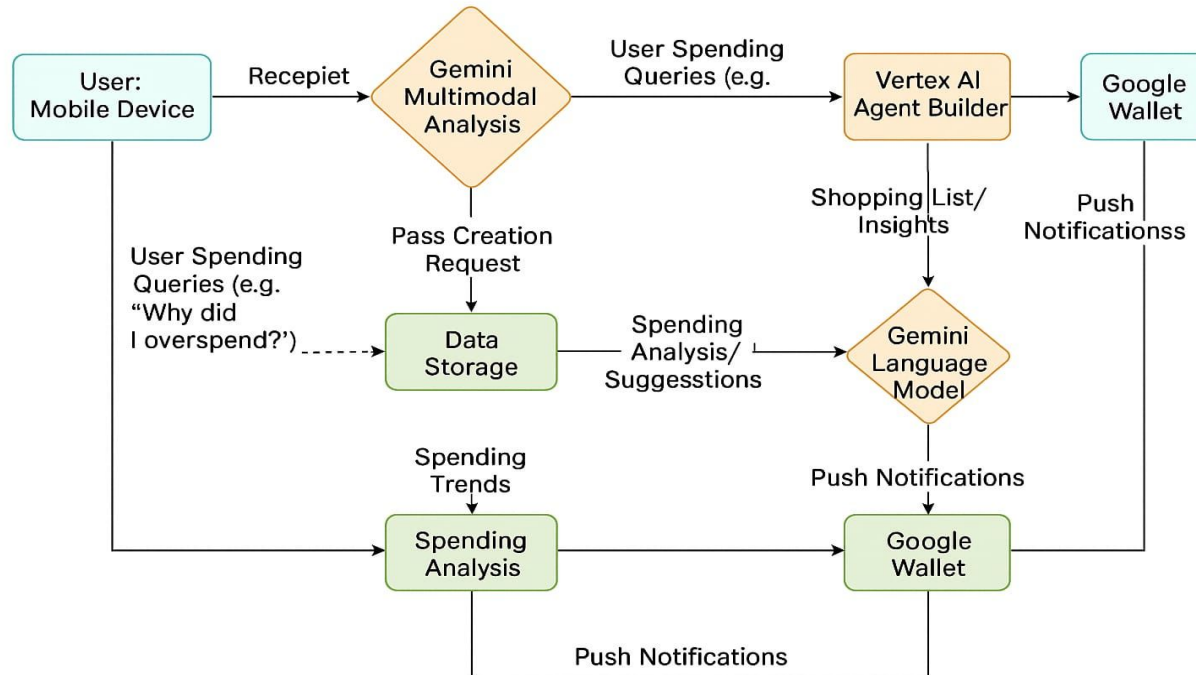 User:
Mobile Device
Recepiet
Gemini
Multimodal
Analysis
User Spending
Queries (e.g.
Vertex AI
Agent Builder
Google
Wallet
Pass Creation
Request
Shopping List/
Insights
Push
Notificationss
User Spending
Queries (e.g.
“Why did
I overspend?’)
Data
Storage
Spending
Analysis/
Suggesstions
Gemini
Language
Model
Spending
Trends
Push Notifications
Spending
Analysis
Google
Wallet
Push Notifications